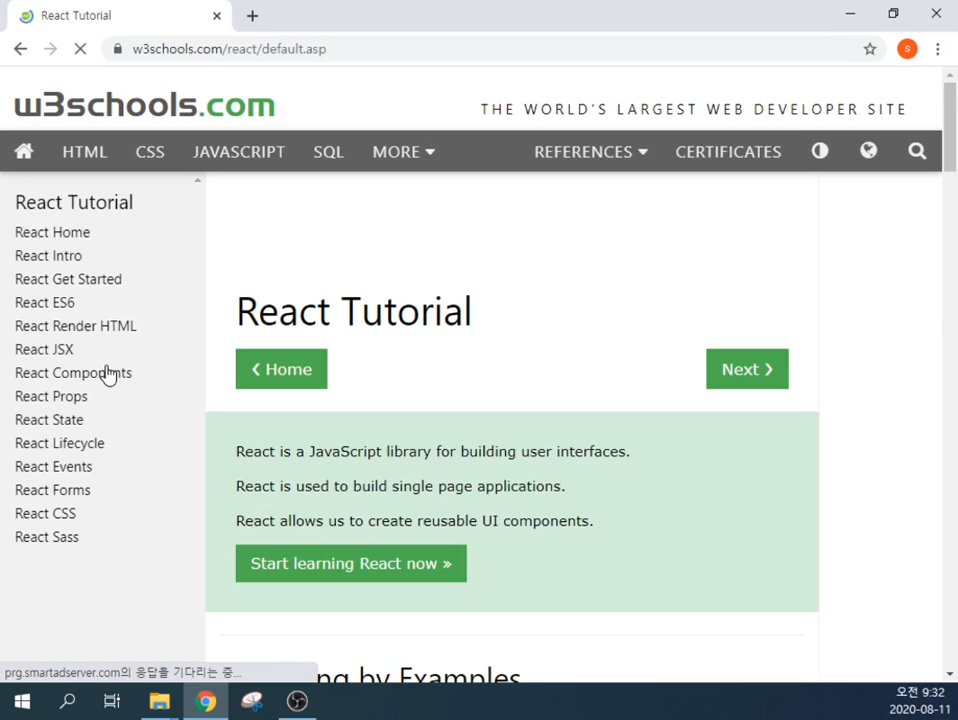 React Tutorial
w3schools.com/react/default.asp
S
w3schools.com
THE WORLD'S LARGEST WEB DEVELOPER SITE
HTML CSS JAVASCRIPT SQL MORE REFERENCES CERTIFICATES
React Tutorial
React Home
React Intro
React Get Started
React ES6
React Render HTML
React JSX
React Components
React Props
React State
React Lifecycle
React Events
React Forms
React CSS
React Sass
React Tutorial
❮ Home
Next ❯
React is a JavaScript library for building user interfaces.
React is used to build single page applications.
React allows us to create reusable UI components.
Start learning React now »
ng by Examples
prg.smartadserver.com의 응답을 기다리는 중...
오전 9:32
2020-08-11